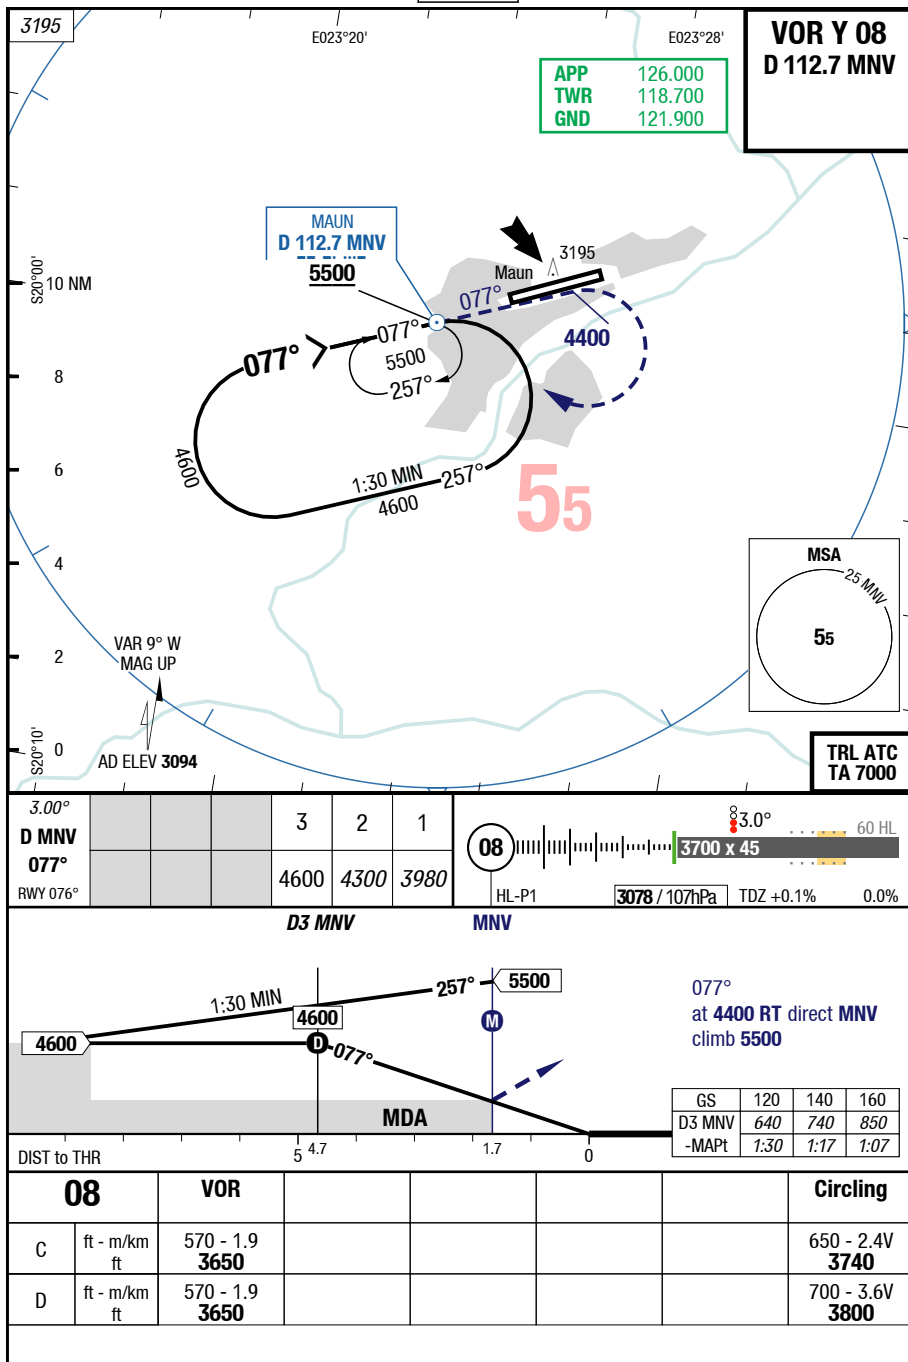 3195
E023°20'
E023°28'
VOR Y 08
D 112.7 MNV
APP 126.000
TWR 118.700
GND 121.900
MAUN
D 112.7 MNV
5500
3195
Maun
S20°00'
10 NM
077°
4400
077°
077°
5500
257°
8
4600
6
1:30 MIN
257°
4600
55
4
MSA
25 MNV
55
2
VAR 9° W
MAG UP
S20°10'
0
AD ELEV 3094
TRL ATC
TA 7000
3.00°
D MNV
077°
RWY 076°
3 2 1
4600 4300 3980
08
3.0°
60 HL
3700 x 45
HL-P1
3078 / 107hPa
TDZ +0.1%
0.0%
D3 MNV
MNV
1:30 MIN
257°
5500
4600
4600
M
D
077°
077°
at 4400 RT direct MNV
climb 5500
MDA
GS 120 140 160
D3 MNV 640 740 850
-MAPt 1:30 1:17 1:07
DIST to THR
5 4.7
1.7
0
08 VOR Circling
C ft - m/km 570 - 1.9 650 - 2.4V
ft 3650 3740
D ft - m/km 570 - 1.9 700 - 3.6V
ft 3650 3800